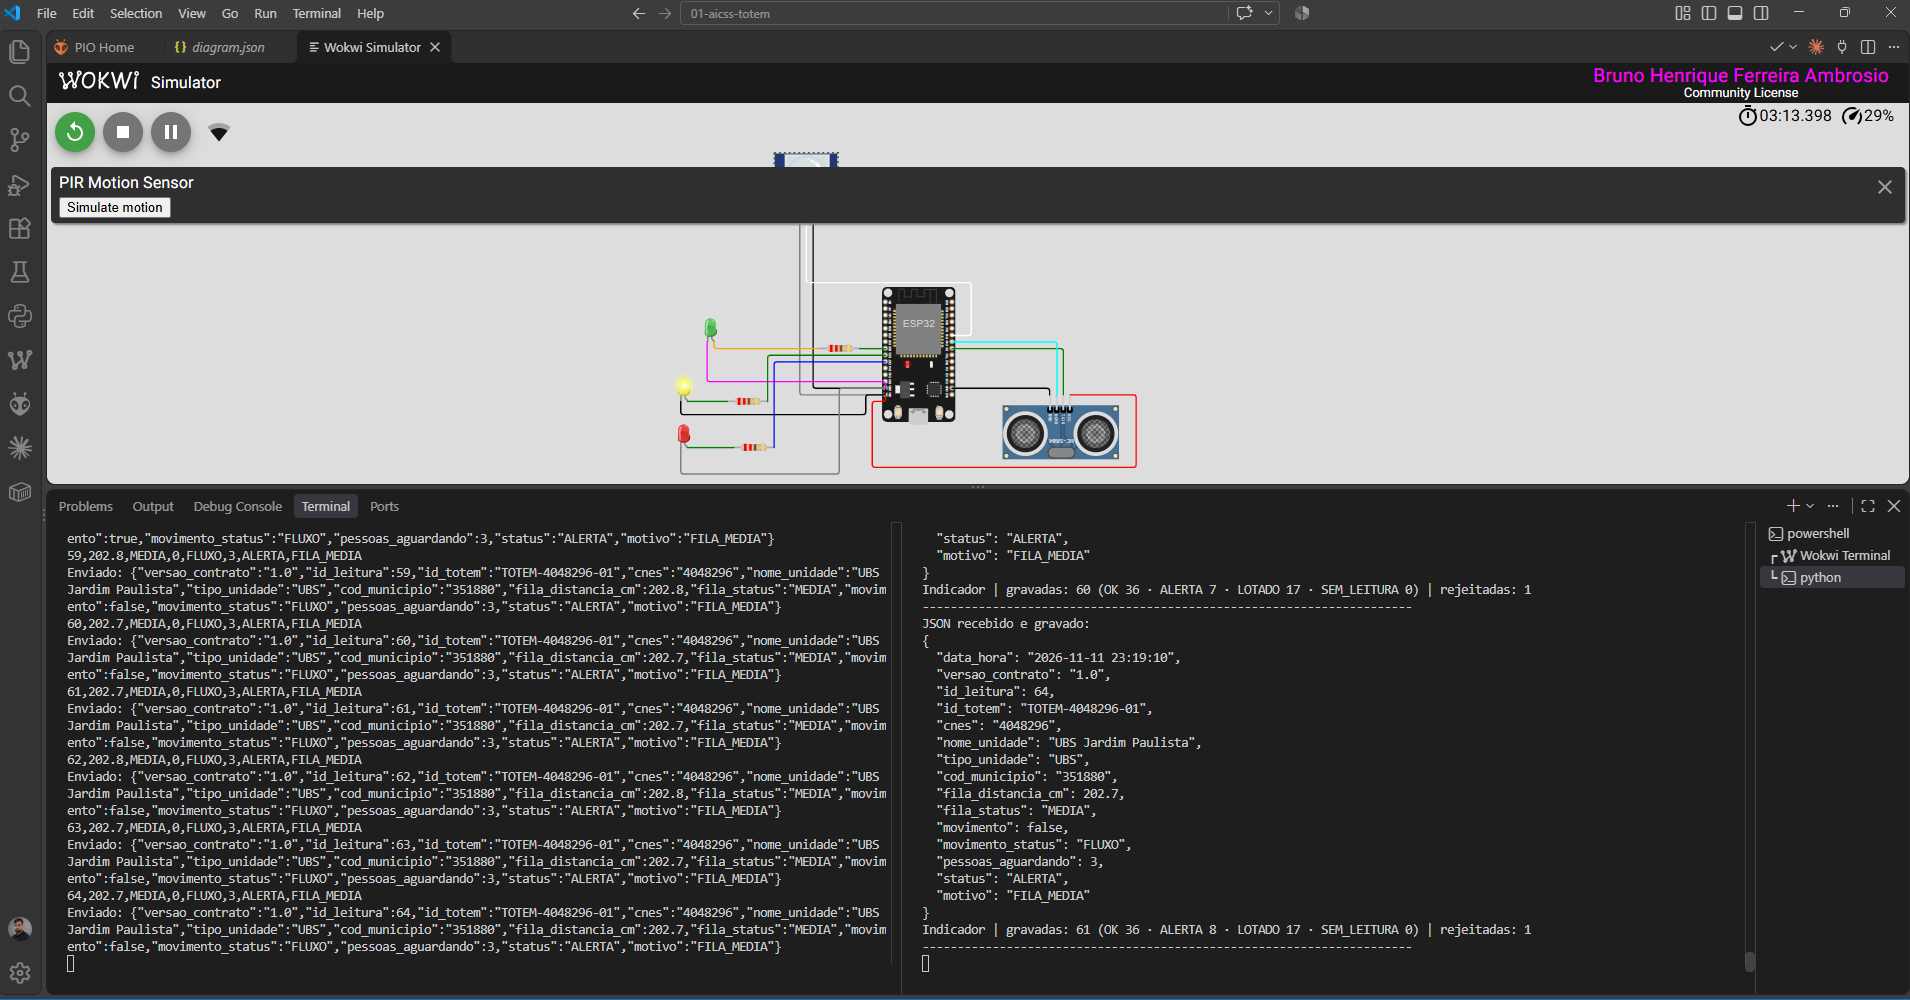 File Edit Selection View Go Run Terminal Help
01-aicss-totem
PIO Home
{} diagram.json
Wokwi Simulator
WOKWI Simulator
Bruno Henrique Ferreira Ambrosio
Community License
03:13.398 29%
PIR Motion Sensor
Simulate motion
ESP32
HC-SR04
Problems Output Debug Console Terminal Ports
ento":true,"movimento_status":"FLUXO","pessoas_aguardando":3,"status":"ALERTA","motivo":"FILA_MEDIA"}
59,202.8,MEDIA,0,FLUXO,3,ALERTA,FILA_MEDIA
Enviado: {"versao_contrato":"1.0","id_leitura":59,"id_totem":"TOTEM-4048296-01","cnes":"4048296","nome_unidade":"UBS
Jardim Paulista","tipo_unidade":"UBS","cod_municipio":"351880","fila_distancia_cm":202.8,"fila_status":"MEDIA","movim
ento":false,"movimento_status":"FLUXO","pessoas_aguardando":3,"status":"ALERTA","motivo":"FILA_MEDIA"}
60,202.7,MEDIA,0,FLUXO,3,ALERTA,FILA_MEDIA
Enviado: {"versao_contrato":"1.0","id_leitura":60,"id_totem":"TOTEM-4048296-01","cnes":"4048296","nome_unidade":"UBS
Jardim Paulista","tipo_unidade":"UBS","cod_municipio":"351880","fila_distancia_cm":202.7,"fila_status":"MEDIA","movim
ento":false,"movimento_status":"FLUXO","pessoas_aguardando":3,"status":"ALERTA","motivo":"FILA_MEDIA"}
61,202.7,MEDIA,0,FLUXO,3,ALERTA,FILA_MEDIA
Enviado: {"versao_contrato":"1.0","id_leitura":61,"id_totem":"TOTEM-4048296-01","cnes":"4048296","nome_unidade":"UBS
Jardim Paulista","tipo_unidade":"UBS","cod_municipio":"351880","fila_distancia_cm":202.7,"fila_status":"MEDIA","movim
ento":false,"movimento_status":"FLUXO","pessoas_aguardando":3,"status":"ALERTA","motivo":"FILA_MEDIA"}
62,202.8,MEDIA,0,FLUXO,3,ALERTA,FILA_MEDIA
Enviado: {"versao_contrato":"1.0","id_leitura":62,"id_totem":"TOTEM-4048296-01","cnes":"4048296","nome_unidade":"UBS
Jardim Paulista","tipo_unidade":"UBS","cod_municipio":"351880","fila_distancia_cm":202.8,"fila_status":"MEDIA","movim
ento":false,"movimento_status":"FLUXO","pessoas_aguardando":3,"status":"ALERTA","motivo":"FILA_MEDIA"}
63,202.7,MEDIA,0,FLUXO,3,ALERTA,FILA_MEDIA
Enviado: {"versao_contrato":"1.0","id_leitura":63,"id_totem":"TOTEM-4048296-01","cnes":"4048296","nome_unidade":"UBS
Jardim Paulista","tipo_unidade":"UBS","cod_municipio":"351880","fila_distancia_cm":202.7,"fila_status":"MEDIA","movim
ento":false,"movimento_status":"FLUXO","pessoas_aguardando":3,"status":"ALERTA","motivo":"FILA_MEDIA"}
64,202.7,MEDIA,0,FLUXO,3,ALERTA,FILA_MEDIA
Enviado: {"versao_contrato":"1.0","id_leitura":64,"id_totem":"TOTEM-4048296-01","cnes":"4048296","nome_unidade":"UBS
Jardim Paulista","tipo_unidade":"UBS","cod_municipio":"351880","fila_distancia_cm":202.7,"fila_status":"MEDIA","movim
ento":false,"movimento_status":"FLUXO","pessoas_aguardando":3,"status":"ALERTA","motivo":"FILA_MEDIA"}
"status": "ALERTA",
"motivo": "FILA_MEDIA"
}
Indicador | gravadas: 60 (OK 36 · ALERTA 7 · LOTADO 17 · SEM_LEITURA 0) | rejeitadas: 1
----------------------------------------------------------------------
JSON recebido e gravado:
{
"data_hora": "2026-11-11 23:19:10",
"versao_contrato": "1.0",
"id_leitura": 64,
"id_totem": "TOTEM-4048296-01",
"cnes": "4048296",
"nome_unidade": "UBS Jardim Paulista",
"tipo_unidade": "UBS",
"cod_municipio": "351880",
"fila_distancia_cm": 202.7,
"fila_status": "MEDIA",
"movimento": false,
"movimento_status": "FLUXO",
"pessoas_aguardando": 3,
"status": "ALERTA",
"motivo": "FILA_MEDIA"
}
Indicador | gravadas: 61 (OK 36 · ALERTA 8 · LOTADO 17 · SEM_LEITURA 0) | rejeitadas: 1
----------------------------------------------------------------------
powershell
Wokwi Terminal
python